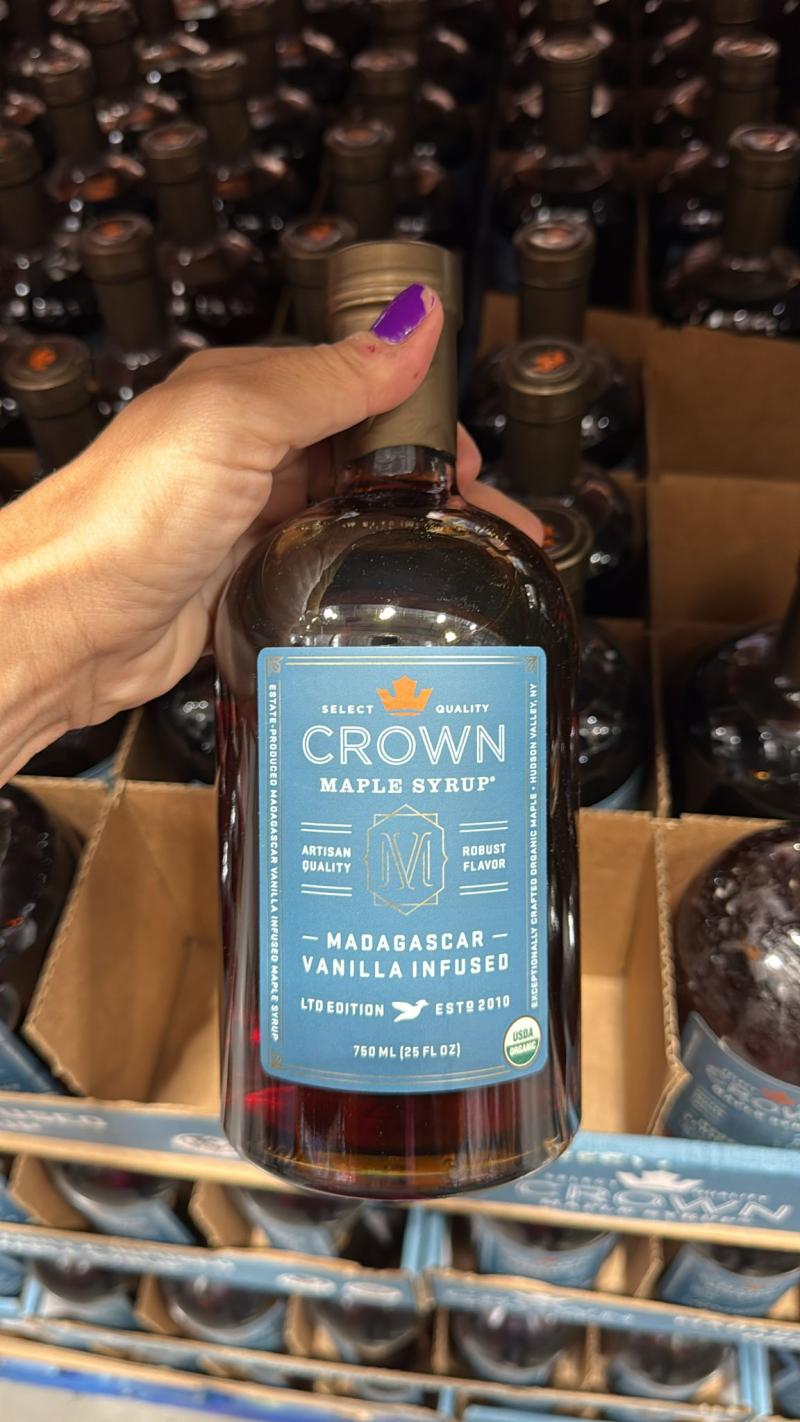 SELECT QUALITY
CROWN
MAPLE SYRUP®
ARTISAN QUALITY
M
ROBUST FLAVOR
— MADAGASCAR —
VANILLA INFUSED
LTD EDITION ESTD 2010
750 ML (25 FL OZ)
USDA
ORGANIC
ESTATE-PRODUCED MADAGASCAR VANILLA INFUSED MAPLE SYRUP
EXCEPTIONALLY CRAFTED ORGANIC MAPLE • HUDSON VALLEY, NY
CROWN